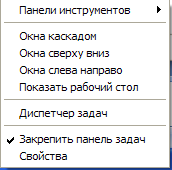 Панели инструментов
Окна каскадом
Окна сверху вниз
Окна слева направо
Показать рабочий стол
Диспетчер задач
Закрепить панель задач
Свойства